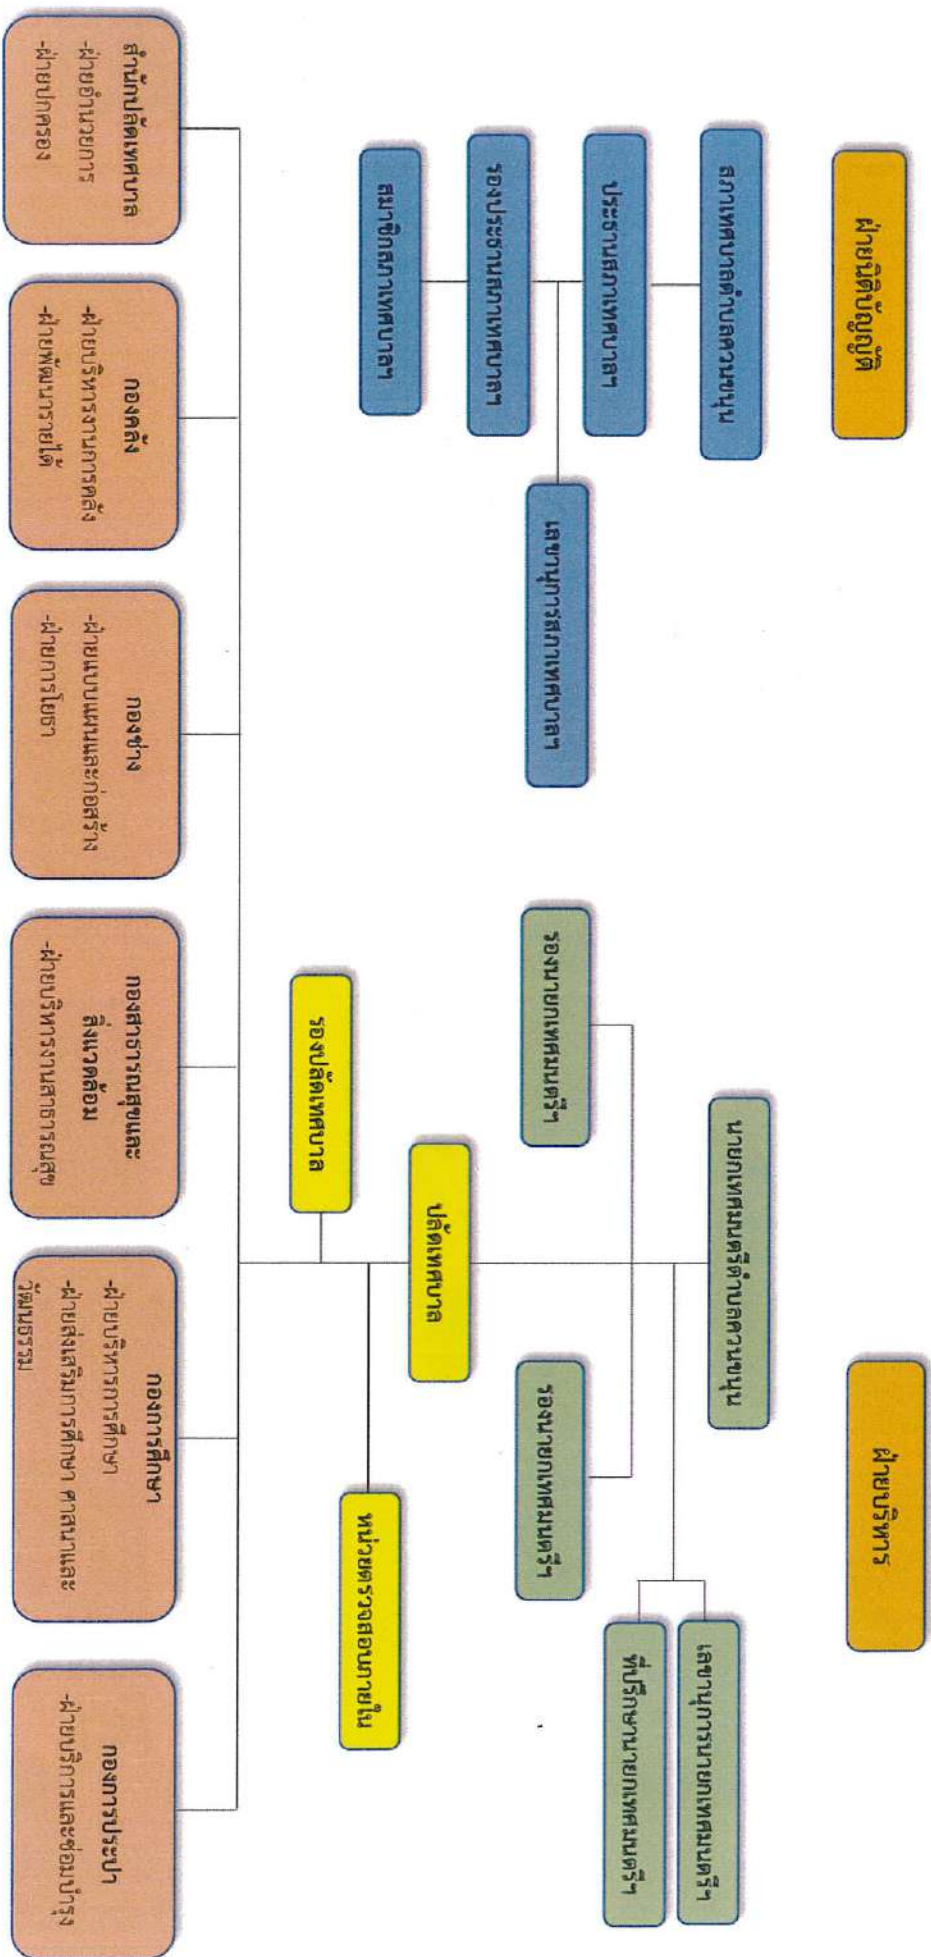 ฝ่ายนิติบัญญัติ
สภาเทศบาลตำบลควนขนุน
ประธานสภาเทศบาลฯ
เลขานุการสภาเทศบาลฯ
รองประธานสภาเทศบาลฯ
สมาชิกสภาเทศบาลฯ
ฝ่ายบริหาร
นายกเทศมนตรีตำบลควนขนุน
เลขานุการนายกเทศมนตรีฯ
ที่ปรึกษานายกเทศมนตรีฯ
รองนายกเทศมนตรีฯ
รองนายกเทศมนตรีฯ
ปลัดเทศบาล
หน่วยตรวจสอบภายใน
รองปลัดเทศบาล
สำนักปลัดเทศบาล
-ฝ่ายอำนวยการ
-ฝ่ายปกครอง
กองคลัง
-ฝ่ายบริหารงานการคลัง
-ฝ่ายพัฒนารายได้
กองช่าง
-ฝ่ายแบบแผนและก่อสร้าง
-ฝ่ายการโยธา
กองสาธารณสุขและ
สิ่งแวดล้อม
-ฝ่ายบริหารงานสาธารณสุข
กองการศึกษา
-ฝ่ายบริหารการศึกษา
-ฝ่ายส่งเสริมการศึกษา ศาสนาและ
วัฒนธรรม
กองการประปา
-ฝ่ายบริการและซ่อมบำรุง